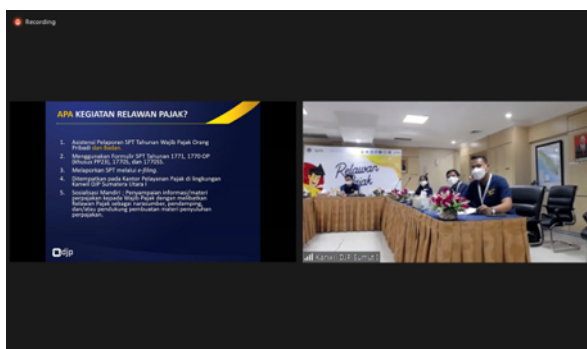 Recording
APA KEGIATAN RELAWAN PAJAK?
1. Asistensi Pelaporan SPT Tahunan Wajib Pajak Orang
Pribadi dan Badan.
2. Menggunakan Formulir SPT Tahunan 1771, 1770 OP
(khusus PP23), 1770S, dan 1770SS.
3. Melaporkan SPT melalui e-filing.
4. Ditempatkan pada Kantor Pelayanan Pajak di lingkungan
Kanwil DJP Sumatera Utara I
5. Sosialisasi Mandiri : Penyampaian informasi/materi
perpajakan kepada Wajib Pajak dengan melibatkan
Relawan Pajak sebagai narasumber, pendamping,
dan/atau pendukung pembuatan materi penyuluhan
perpajakan.
djp
Relawan
Pajak
Kanwil DJP Sumut I